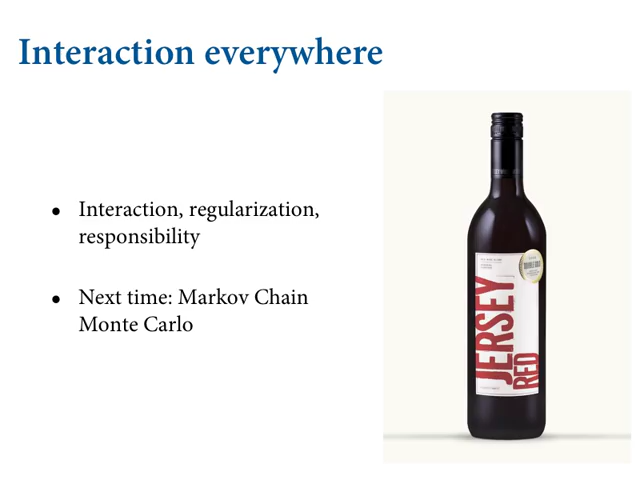 Interaction everywhere
• Interaction, regularization,
responsibility
• Next time: Markov Chain
Monte Carlo
JERSEY
RED